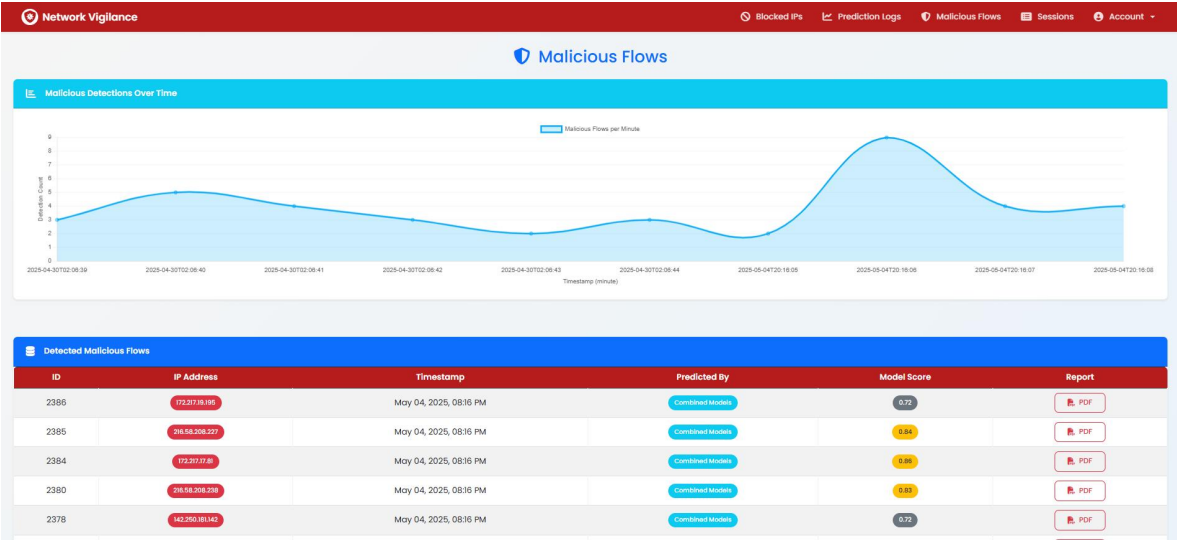 Network Vigilance Blocked IPs Prediction Logs Malicious Flows Sessions Account
Malicious Flows
Malicious Detections Over Time
Malicious Flows per Minute
9
8
7
6
5
4
3
2
1
0
Detection Count
2025-04-30T02:06:39 2025-04-30T02:06:40 2025-04-30T02:06:41 2025-04-30T02:06:42 2025-04-30T02:06:43 2025-04-30T02:06:44 2025-05-04T20:16:05 2025-05-04T20:16:06 2025-05-04T20:16:07 2025-05-04T20:16:08
Timestamp (minute)
Detected Malicious Flows
ID IP Address Timestamp Predicted By Model Score Report
2386 172.217.19.195 May 04, 2025, 08:16 PM Combined Models 0.72 PDF
2385 216.58.208.227 May 04, 2025, 08:16 PM Combined Models 0.84 PDF
2384 172.217.17.81 May 04, 2025, 08:16 PM Combined Models 0.86 PDF
2380 216.58.208.238 May 04, 2025, 08:16 PM Combined Models 0.83 PDF
2378 142.250.181.142 May 04, 2025, 08:16 PM Combined Models 0.72 PDF